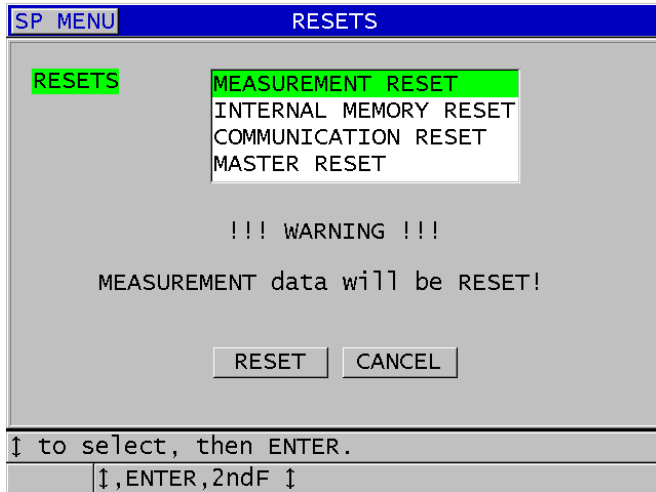 SP MENU RESETS
RESETS
MEASUREMENT RESET
INTERNAL MEMORY RESET
COMMUNICATION RESET
MASTER RESET
!!! WARNING !!!
MEASUREMENT data will be RESET!
RESET CANCEL
↕ to select, then ENTER.
↕,ENTER,2ndF ↕